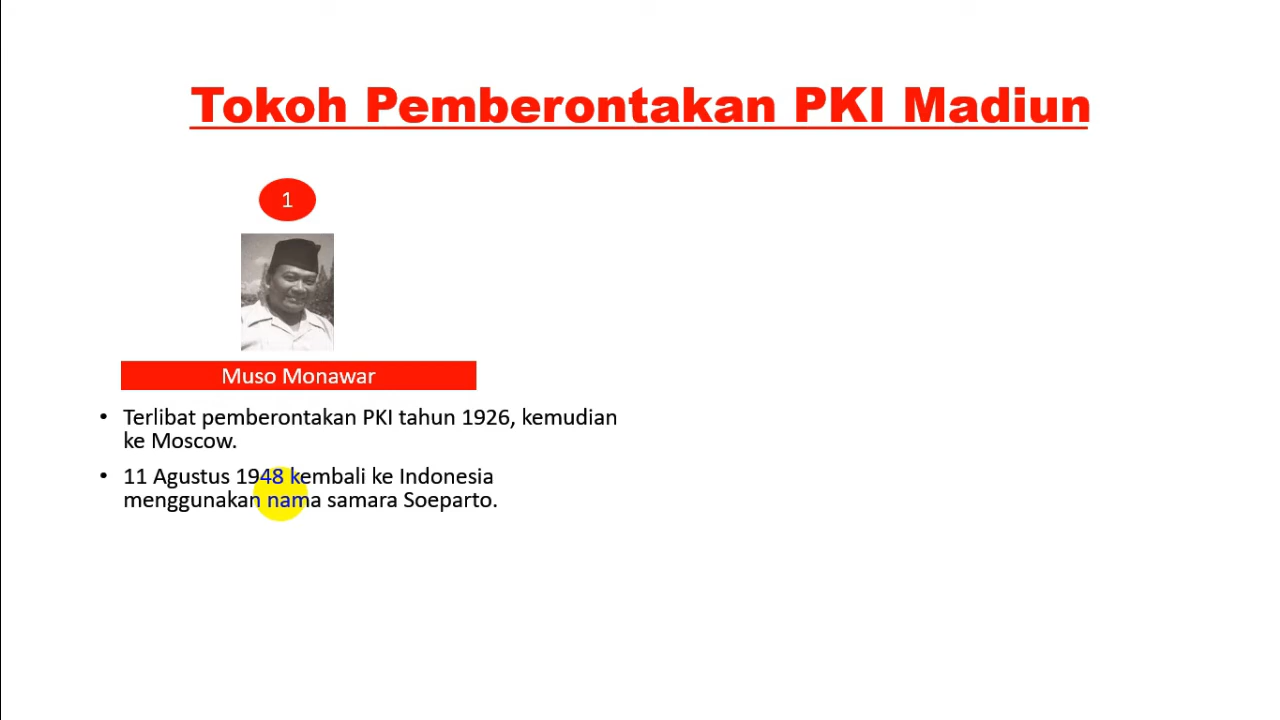 Tokoh Pemberontakan PKI Madiun
1
Muso Monawar
• Terlibat pemberontakan PKI tahun 1926, kemudian
ke Moscow.
• 11 Agustus 1948 kembali ke Indonesia
menggunakan nama samara Soeparto.